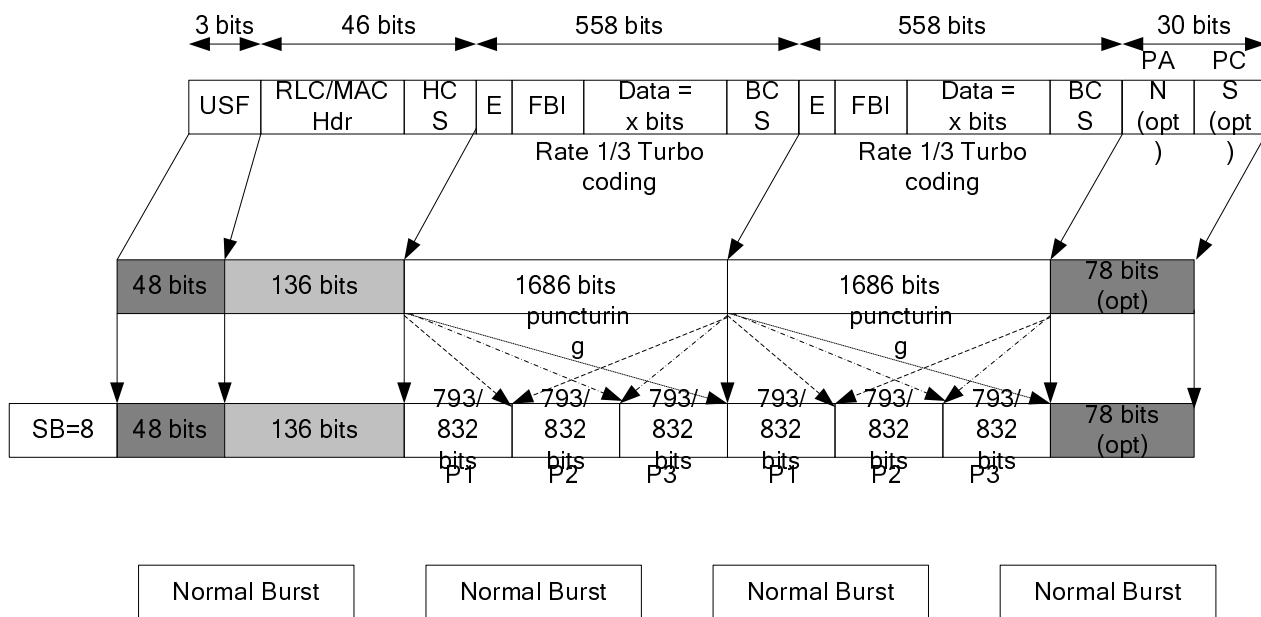 3 bits
46 bits
558 bits
558 bits
30 bits
USF
RLC/MAC
Hdr
HC
S
E
FBI
Data =
x bits
BC
S
E
FBI
Data =
x bits
BC
S
PA
N
(opt
)
PC
S
(opt
)
Rate 1/3 Turbo
coding
Rate 1/3 Turbo
coding
48 bits
136 bits
1686 bits
1686 bits
78 bits
(opt)
puncturin
g
puncturin
g
SB=8
48 bits
136 bits
793/
832
bits
P1
793/
832
bits
P2
793/
832
bits
P3
793/
832
bits
P1
793/
832
bits
P2
793/
832
bits
P3
78 bits
(opt)
Normal Burst
Normal Burst
Normal Burst
Normal Burst